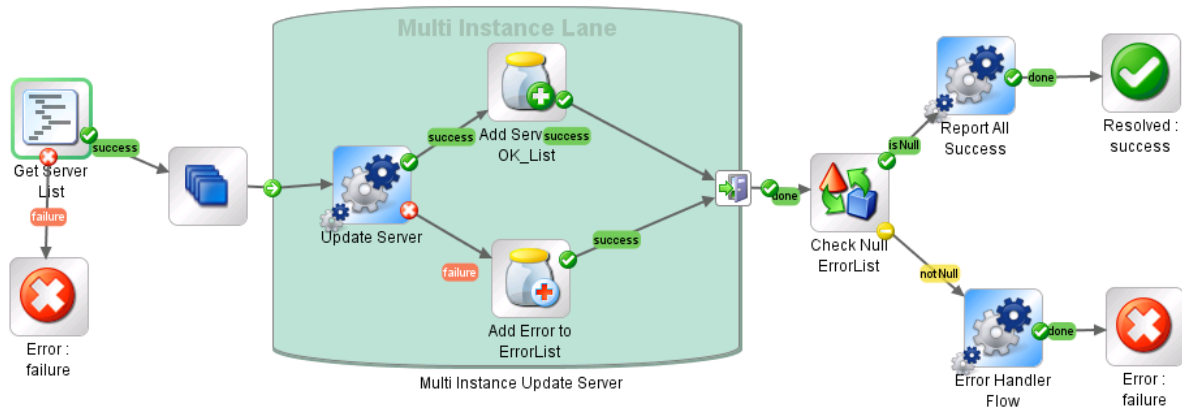 Multi Instance Lane
success
Get Server
List
failure
Error :
failure
success
Add Serv
success
OK_List
Update Server
failure
success
Add Error to
ErrorList
Multi Instance Update Server
done
Check Null
ErrorList
isNull
Report All
Success
done
Resolved :
success
notNull
Error Handler
Flow
done
Error :
failure